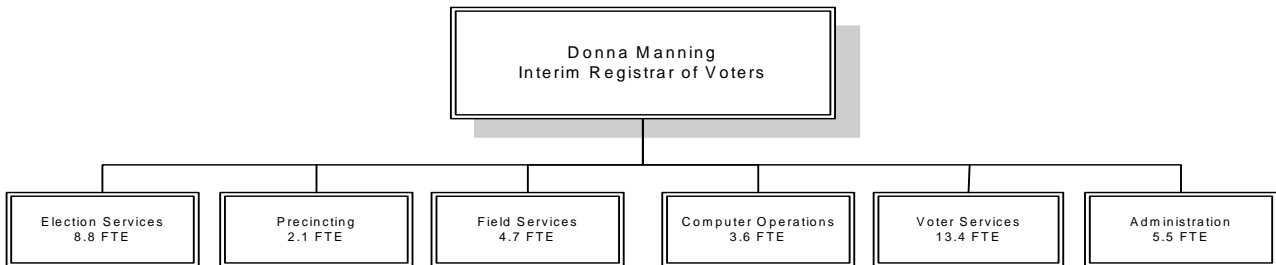 Donna Manning
Interim Registrar of Voters
Election Services
8.8 FTE
Precincting
2.1 FTE
Field Services
4.7 FTE
Computer Operations
3.6 FTE
Voter Services
13.4 FTE
Administration
5.5 FTE